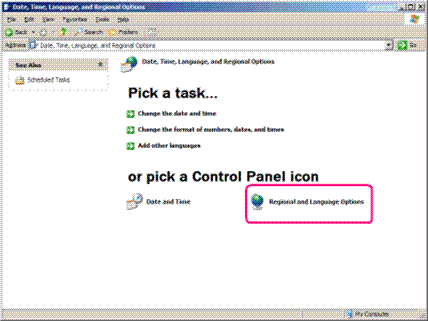 Date, Time, Language, and Regional Options
File Edit View Favorites Tools Help
Back Search Folders
Address Date, Time, Language, and Regional Options Go
See Also
Scheduled Tasks
Date, Time, Language, and Regional Options
Pick a task...
Change the date and time
Change the format of numbers, dates, and times
Add other languages
or pick a Control Panel icon
Date and Time
Regional and Language Options
My Computer